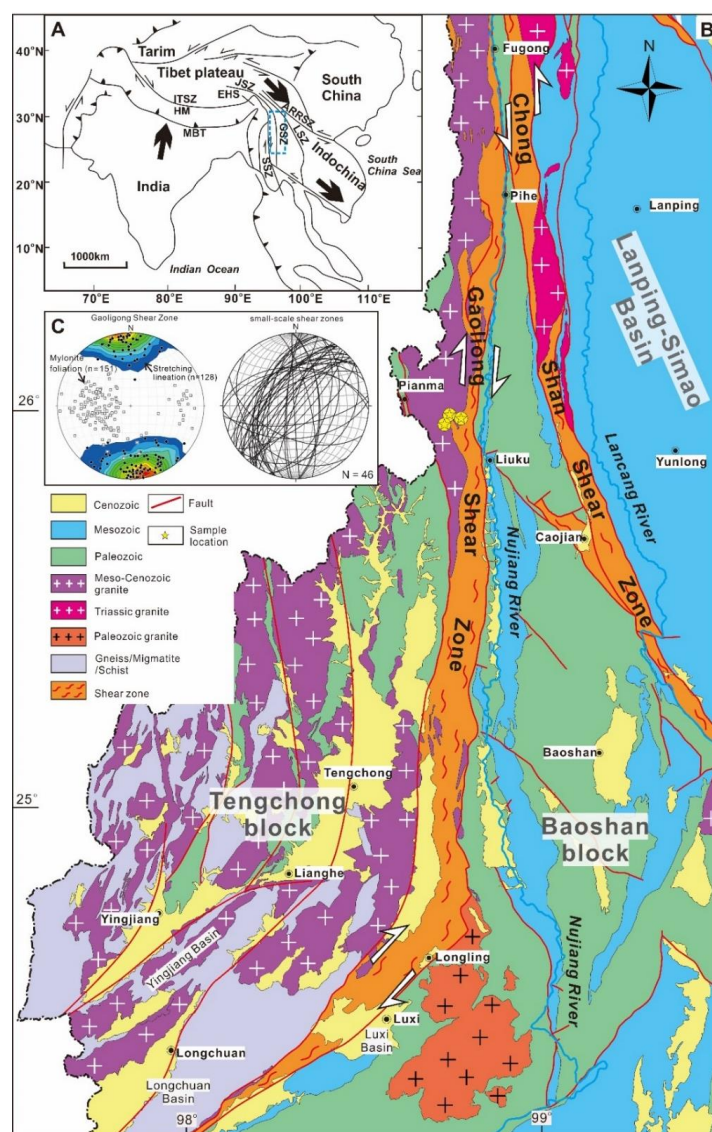 A
B
40°
30°
20°
10°N
70°E
80°E
90°E
100°E
110°E
Tarim
Tibet plateau
South
China
ITSZ
EHS
JSZ
HM
MBT
ARRSZ
GSZ
SSZ
Indochina
India
South
China Sea
1000km
Indian Ocean
C
Gaoligong Shear Zone
N
Mylonite
foliation (n=151)
Stretching
lineation (n=128)
small-scale shear zones
N
N = 46
Cenozoic
Fault
Mesozoic
Sample
location
Paleozoic
Meso-Cenozoic
granite
Triassic granite
Paleozoic granite
Gneiss/Migmatite
/Schist
Shear zone
N
Fugong
Chong
Pihe
Lanping
Lanping-Simao
Basin
Gaoliong
Pianma
26°
Shan
Liuku
Yunlong
Shear
Shear
Lancang River
Caojian
Nujiang River
Zone
Zone
Baoshan
Tengchong
25°
Tengchong
block
Baoshan
block
Lianghe
Yingjiang
Yingjiang Basin
Longling
Nujiang River
Luxi
Luxi
Basin
Longchuan
Longchuan
Basin
98°
99°